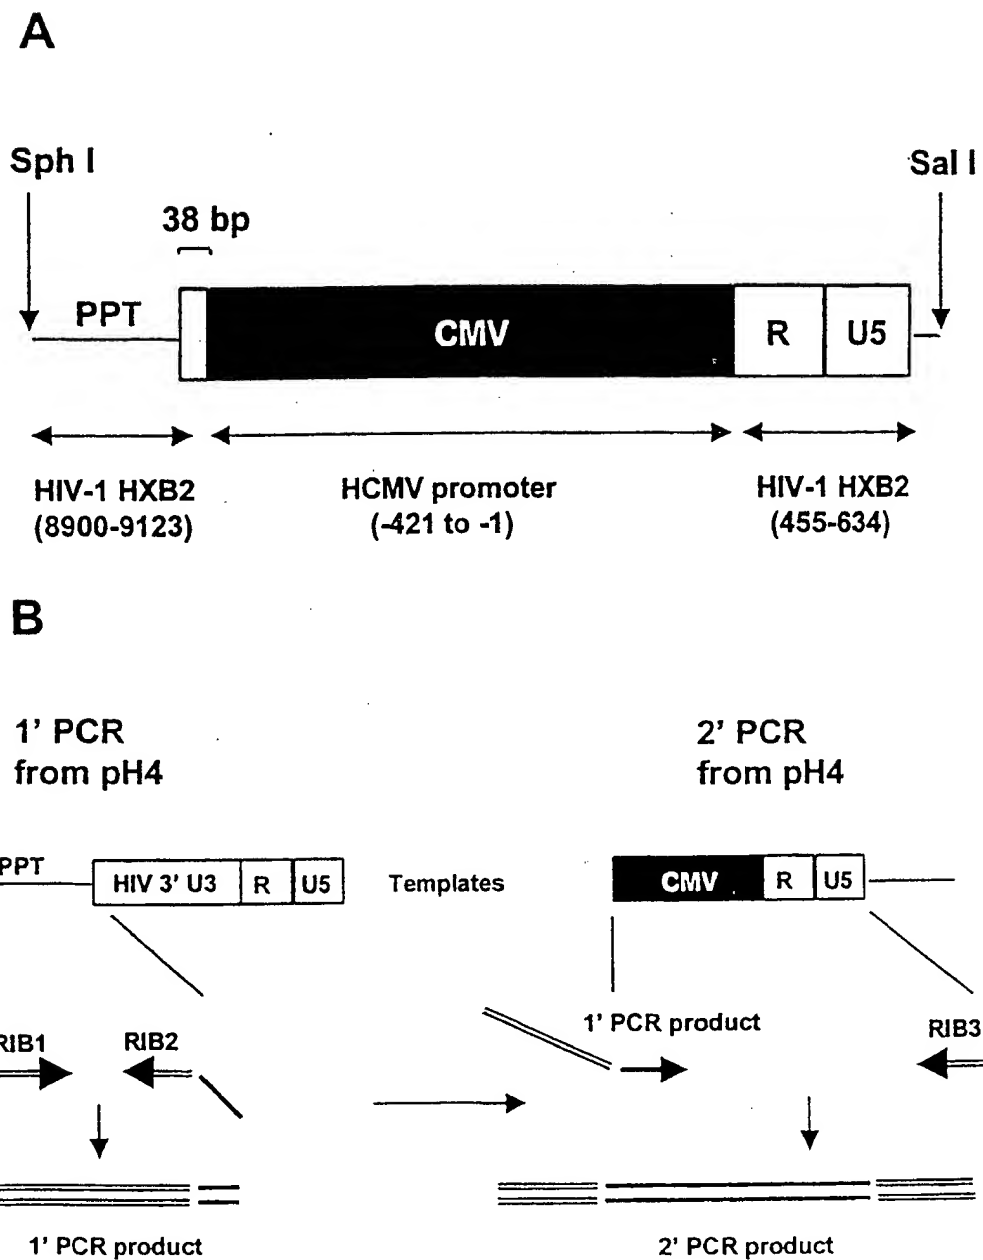 A
Sph I
Sal I
38 bp
PPT
CMV
R
U5
HIV-1 HXB2
(8900-9123)
HCMV promoter
(-421 to -1)
HIV-1 HXB2
(455-634)
B
1' PCR
from pH4
2' PCR
from pH4
PPT
HIV 3' U3
R
U5
Templates
CMV
R
U5
RIB1
RIB2
1' PCR product
RIB3
1' PCR product
2' PCR product